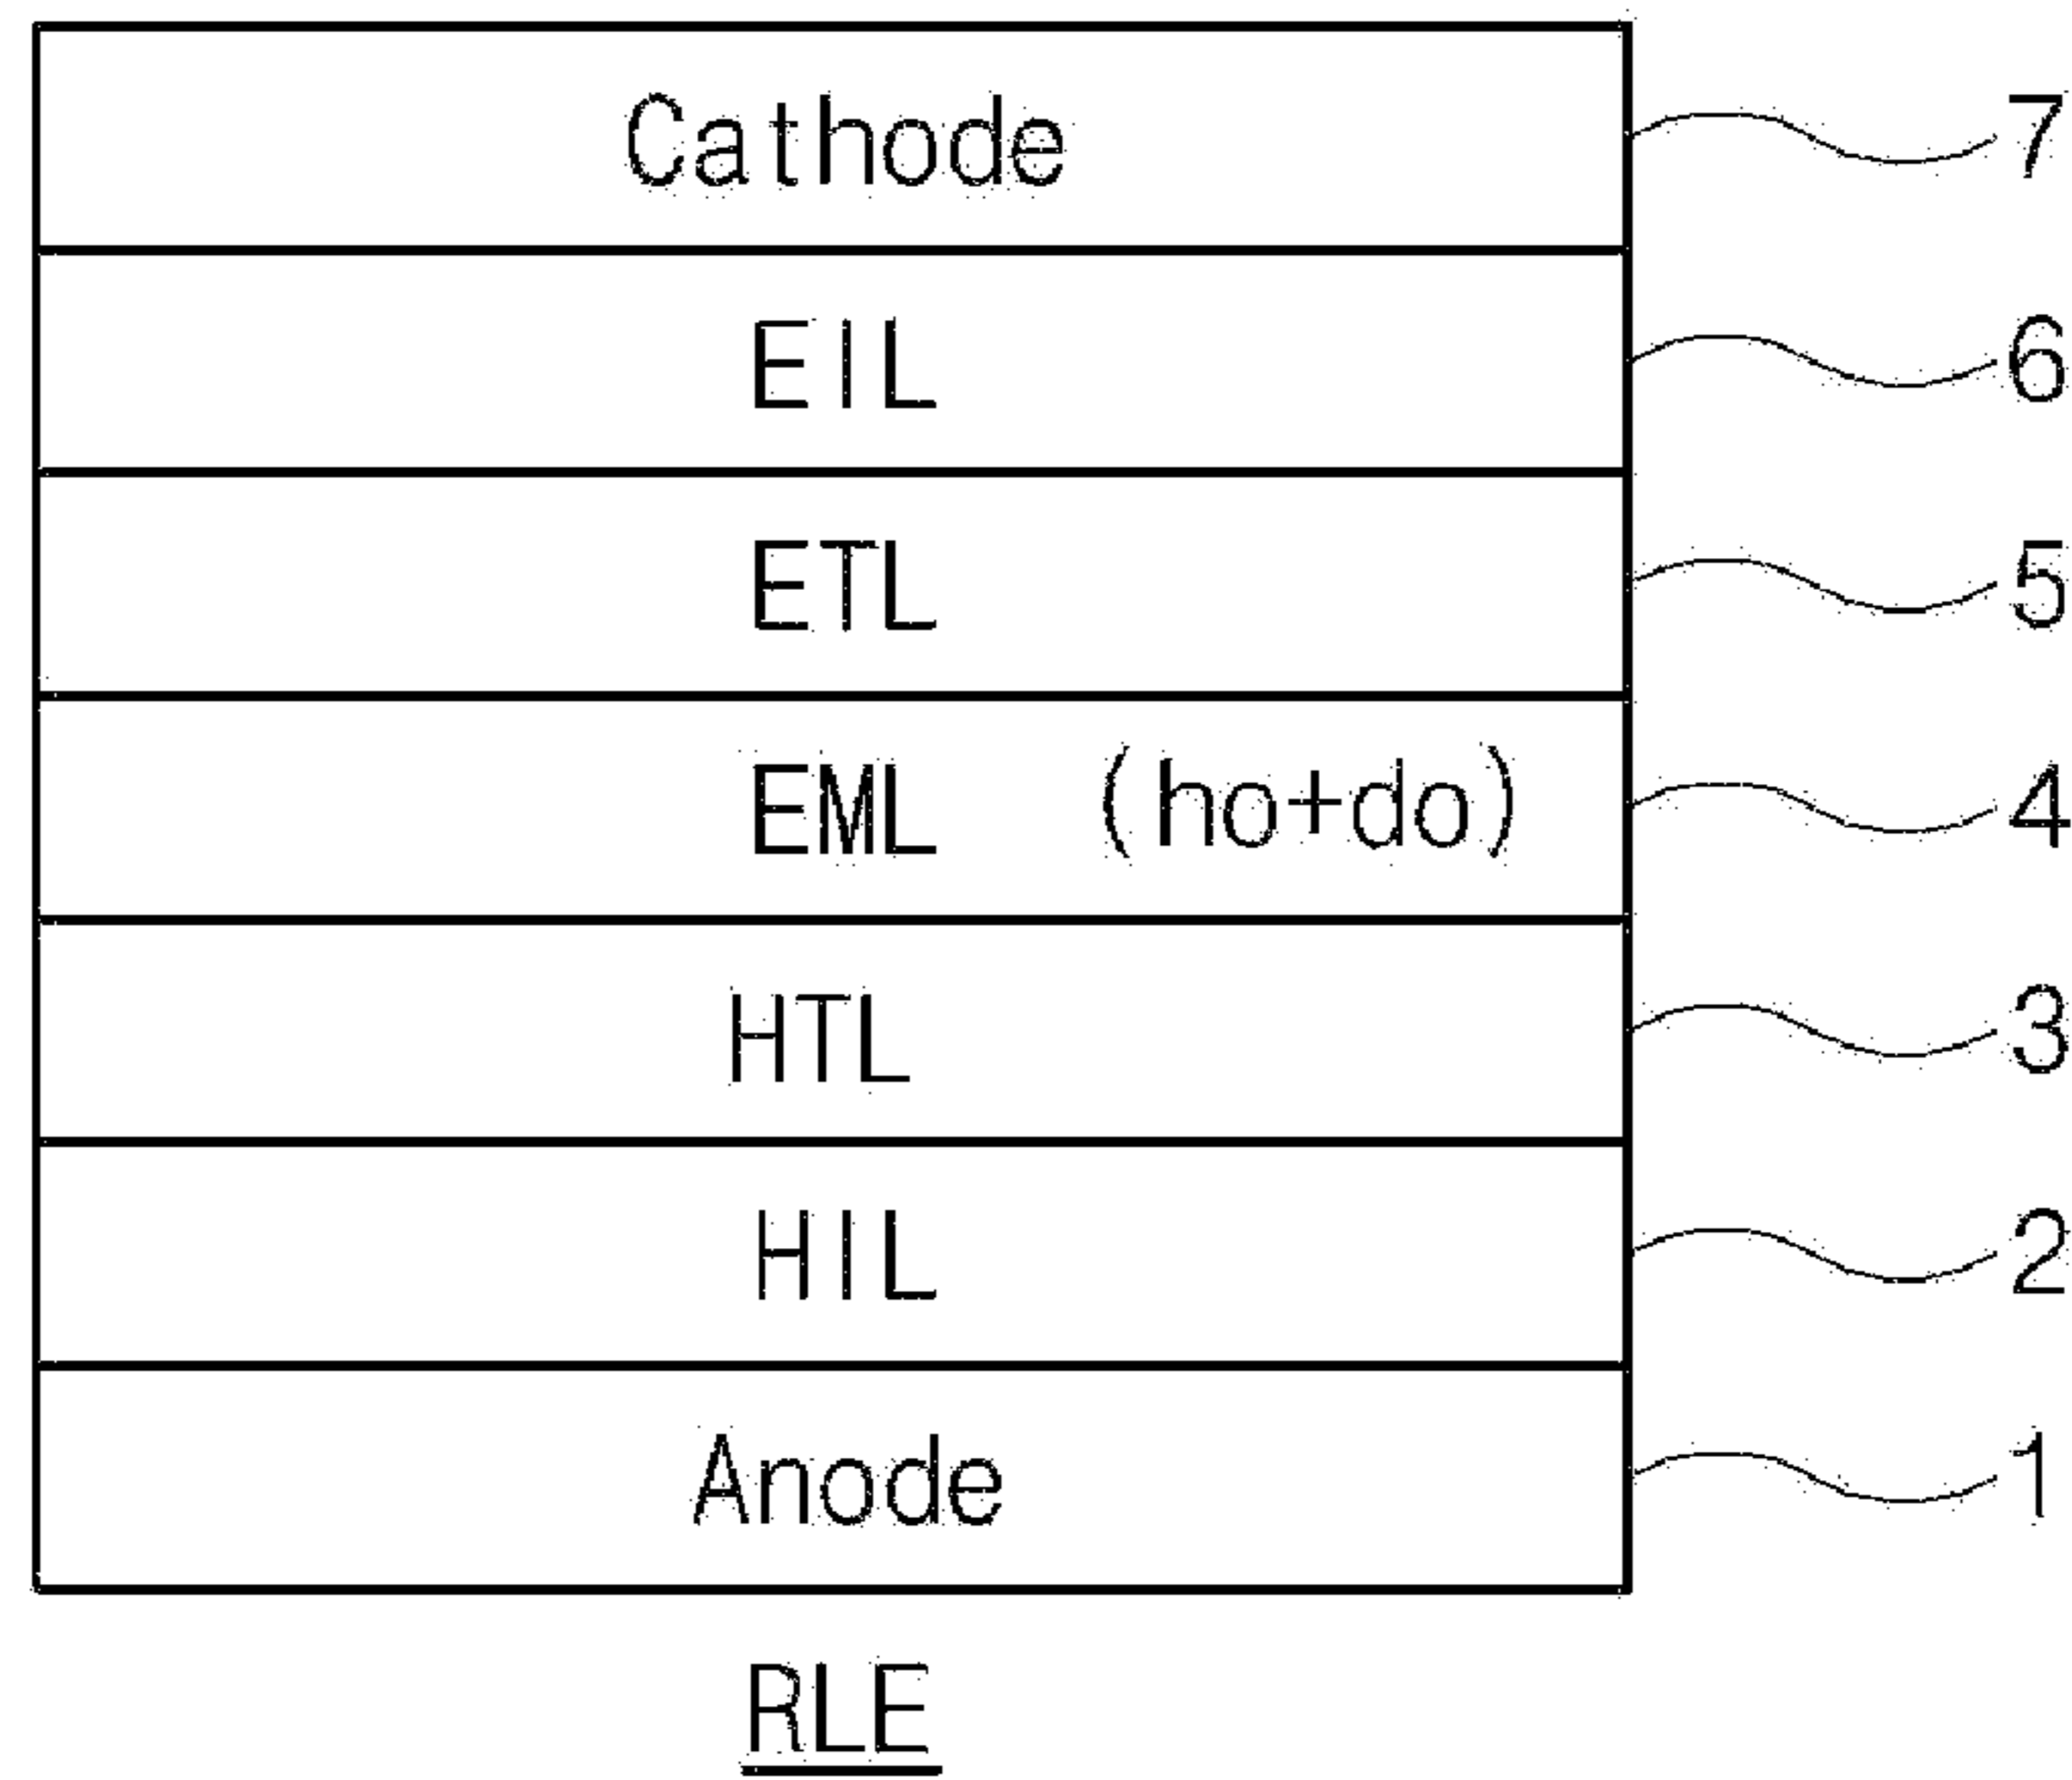 Cathode 7
EIL 6
ETL 5
EML (ho+do) 4
HTL 3
HIL 2
Anode 1
RLE